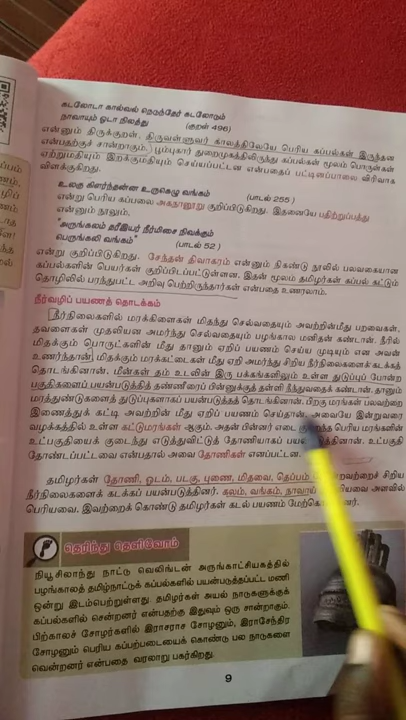 கடலோடா கால்வல் நெடுந்தேர் கடலோடும்
நாவாயும் ஓடா நிலத்து (குறள் 496)
என்னும் திருக்குறள், திருவள்ளுவர் காலத்திலேயே பெரிய கப்பல்கள் இருந்தன
என்பதற்குச் சான்றாகும். பூம்புகார் துறைமுகத்திலிருந்து கப்பல்கள் மூலம் பொருள்கள்
ஏற்றுமதியும் இறக்குமதியும் செய்யப்பட்டன என்பதைப் பட்டினப்பாலை விரிவாக
விளக்குகிறது.
உலகு கிளர்ந்தன்ன உருகெழு வங்கம் (பாடல் 255)
என்று பெரிய கப்பலை அகநானூறு குறிப்பிடுகிறது. இதனையே பதிற்றுப்பத்து
என்னும் நூல்,
"அருங்கலம் தரீஇயர் நீர்மிசை நிவக்கும்
பெருங்கலி வங்கம்" (பாடல் 52)
என்று குறிப்பிடுகிறது. சேந்தன் திவாகரம் என்னும் நிகண்டு நூலில் பலவகையான
கப்பல்களின் பெயர்கள் குறிப்பிடப்பட்டுள்ளன. இதன் மூலம் தமிழர்கள் கப்பல் கட்டும்
தொழிலில் பரந்துபட்ட அறிவு பெற்றிருந்தார்கள் என்பதை உணரலாம்.
நீர்வழிப் பயணத் தொடக்கம்
நீர்நிலைகளில் மரக்கிளைகள் மிதந்து செல்வதையும் அவற்றின்மீது பறவைகள்,
தவளைகள் முதலியன அமர்ந்து செல்வதையும் பழங்கால மனிதன் கண்டான். நீரில்
மிதக்கும் பொருட்களின் மீது தானும் ஏறிப் பயணம் செய்ய முடியும் என அவன்
உணர்ந்தான். மிதக்கும் மரக்கட்டைகள் மீது ஏறி அமர்ந்து சிறிய நீர்நிலைகளைக் கடக்கத்
தொடங்கினான். மீன்கள் தம் உடலின் இரு பக்கங்களிலும் உள்ள துடுப்புப் போன்ற
பகுதிகளைப் பயன்படுத்தித் தண்ணீரைப் பின்னுக்குத் தள்ளி நீந்துவதைக் கண்டான். தானும்
மரத்துண்டுகளைத் துடுப்புகளாகப் பயன்படுத்தத் தொடங்கினான். பிறகு மரங்கள் பலவற்றை
இணைத்துக் கட்டி அவற்றின் மீது ஏறிப் பயணம் செய்தான். அவையே இன்றுவரை
வழக்கத்தில் உள்ள கட்டுமரங்கள் ஆகும். அதன் பின்னர் எடை பெரிய மரங்களின்
உட்பகுதியைக் குடைந்து எடுத்துவிட்டுத் தோணியாகப் உட்பகுதி
தோண்டப்பட்டவை என்பதால் அவை தோணிகள் எனப்பட்டன.
தமிழர்கள் தோணி, ஓடம், படகு, புணை, மிதவை, தெப்பம் சிறிய
நீர்நிலைகளைக் கடக்கப் பயன்படுத்தினர். கலம், வங்கம், நாவாய் அளவில்
பெரியவை. இவற்றைக் கொண்டு தமிழர்கள் கடல் பயணம்
தெரிந்து தெளிவோம்
நியூசிலாந்து நாட்டு வெலிங்டன் அருங்காட்சியகத்தில்
பழங்காலத் தமிழ்நாட்டுக் கப்பல்களில் பயன்படுத்தப்பட்ட மணி
ஒன்று இடம்பெற்றுள்ளது. தமிழர்கள் அயல் நாடுகளுக்குக்
கப்பல்களில் சென்றனர் என்பதற்கு இதுவும் ஒரு சான்றாகும்.
பிற்காலச் சோழர்களில் இராசராச சோழனும், இராசேந்திர
சோழனும் பெரிய கப்பற்படையைக் கொண்டு பல நாடுகளை
வென்றனர் என்பதை வரலாறு பகர்கிறது.
9